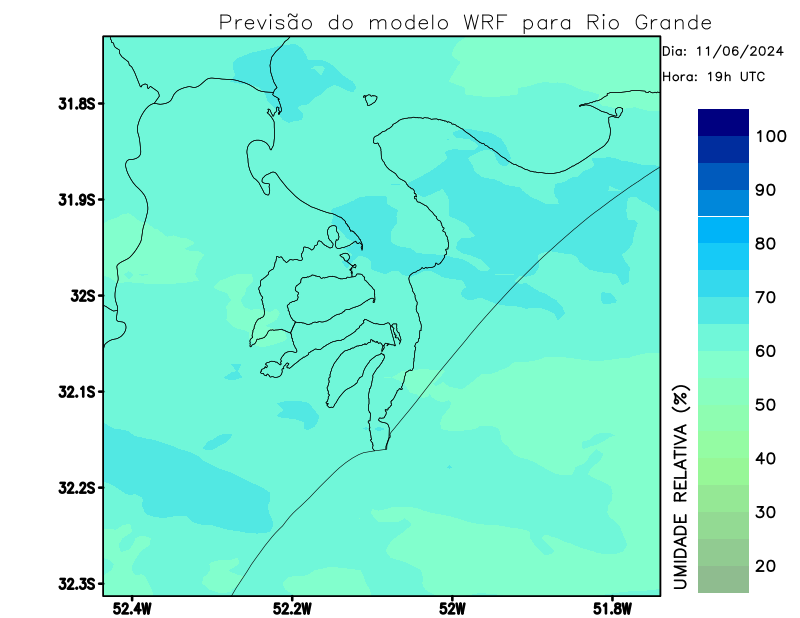 Previsão do modelo WRF para Rio Grande
Dia: 11/06/2024
Hora: 19h UTC
31.8S
31.9S
32S
32.1S
32.2S
32.3S
52.4W
52.2W
52W
51.8W
100
90
80
70
60
50
40
30
20
UMIDADE RELATIVA (%)